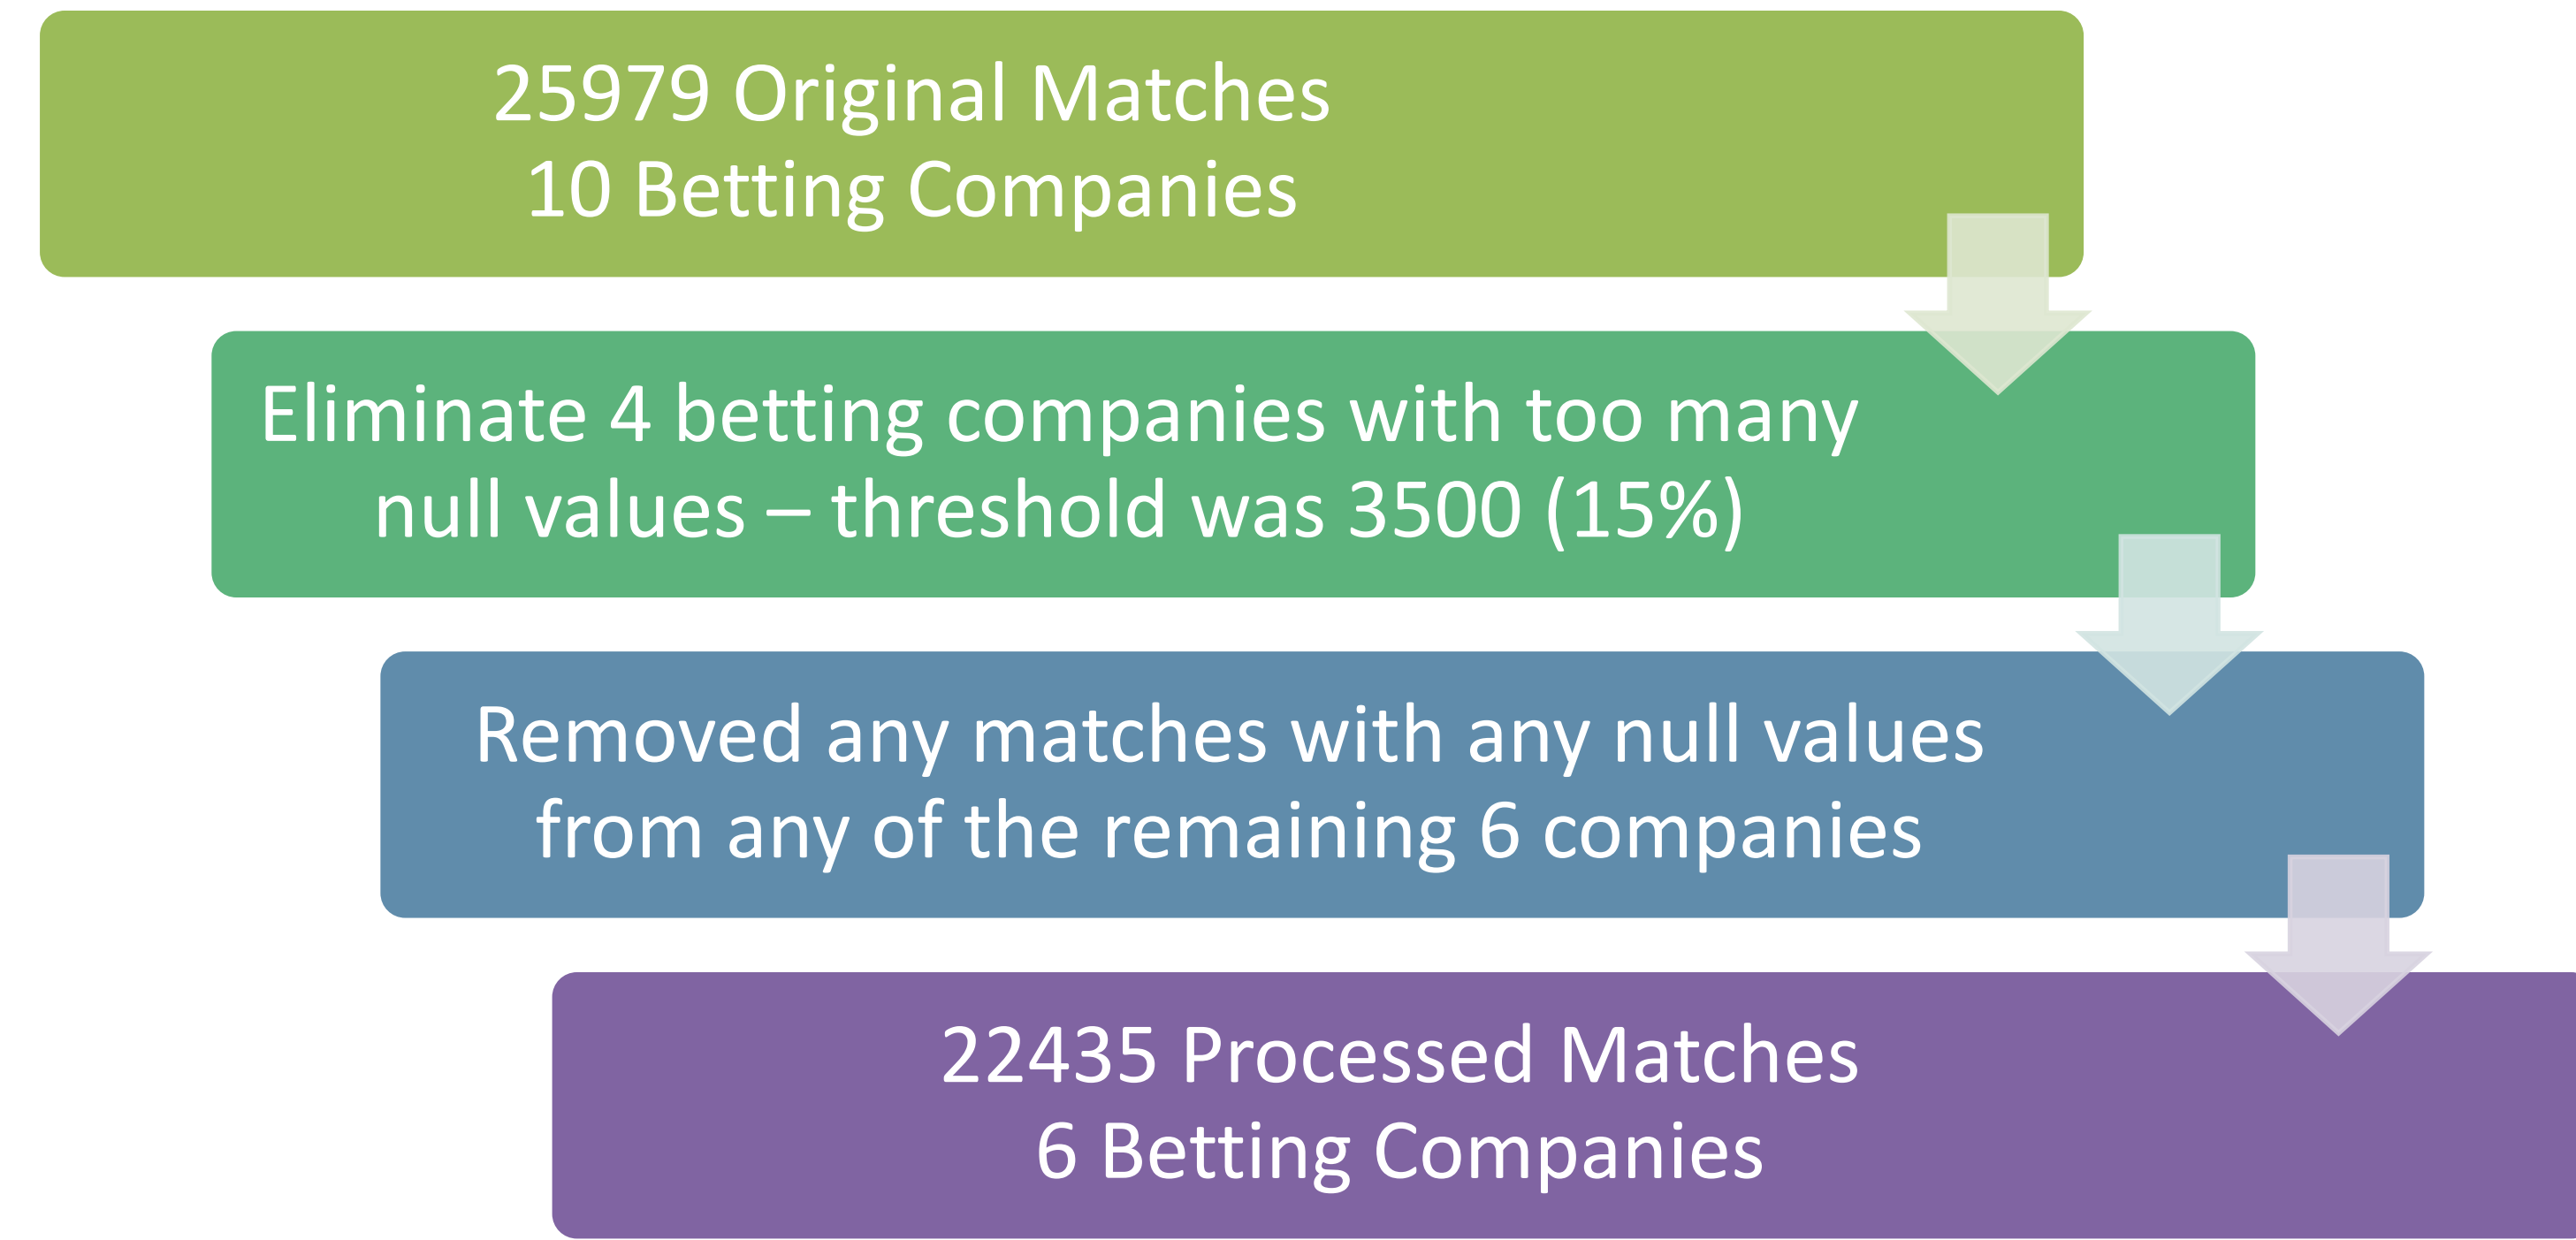 25979 Original Matches
10 Betting Companies
Eliminate 4 betting companies with too many
null values – threshold was 3500 (15%)
Removed any matches with any null values
from any of the remaining 6 companies
22435 Processed Matches
6 Betting Companies